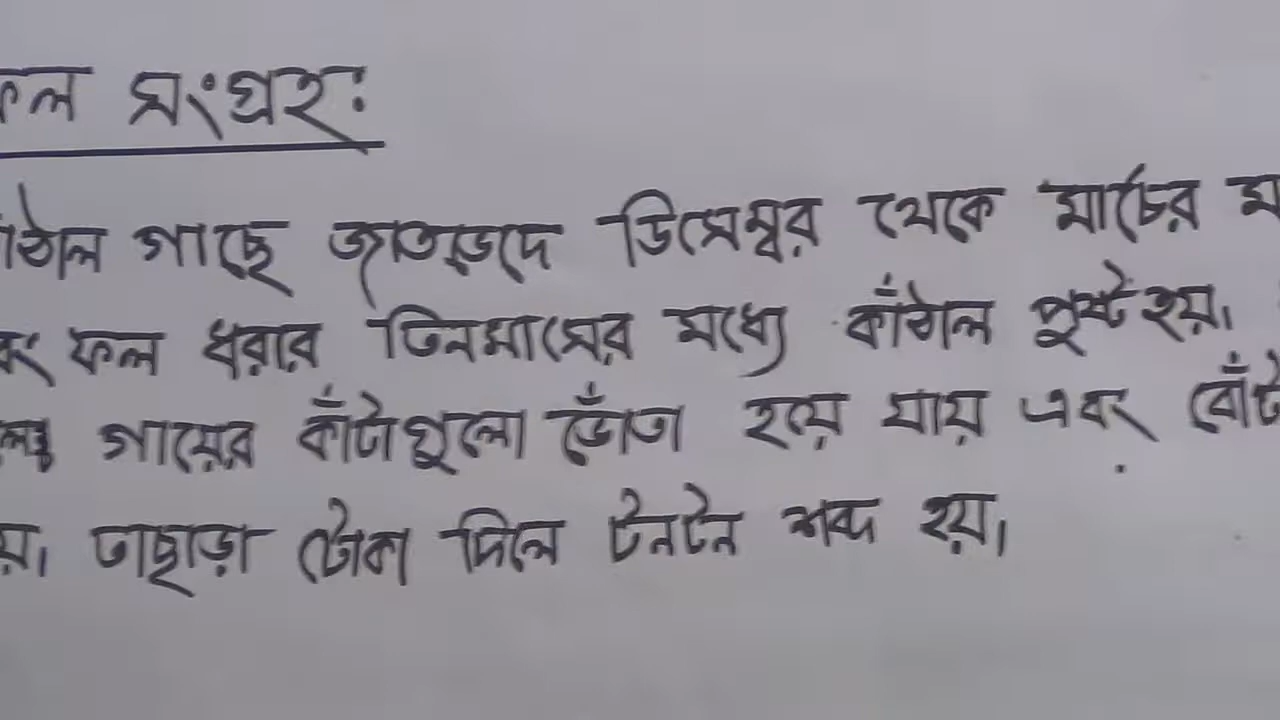 ফল সংগ্রহ:
কাঁঠাল গাছে জাতভেদে ডিসেম্বর থেকে মার্চের
ফল ধরার তিনমাসের মধ্যে কাঁঠাল পুষ্ট হয়।
গায়ের কাঁটাগুলো ভোঁতা হয়ে যায় এবং
তাছাড়া টোকা দিলে টনটন শব্দ হয়।